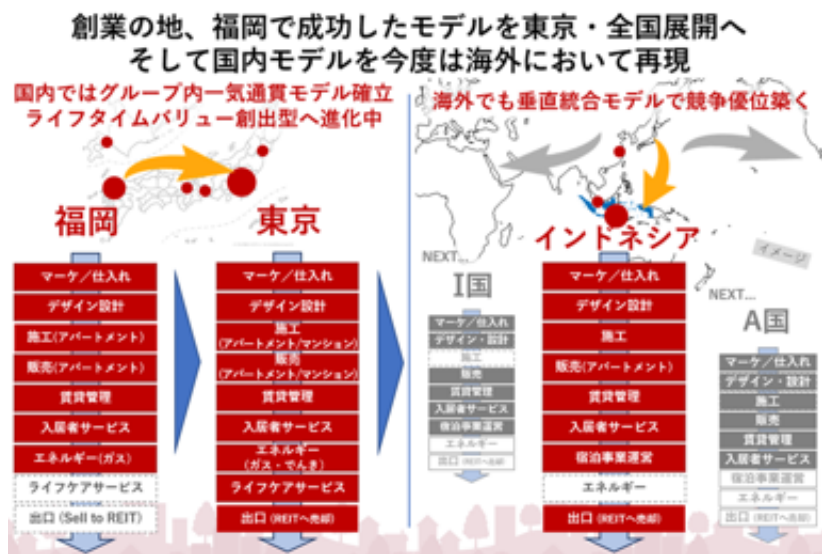 創業の地、福岡で成功したモデルを東京・全国展開へ
そして国内モデルを今度は海外において再現
国内ではグループ内一気通貫モデル確立
ライフタイムバリュー創出型へ進化中
福岡
東京
マーケ/仕入れ
デザイン設計
施工(アパートメント)
販売(アパートメント)
賃貸管理
入居者サービス
エネルギー(ガス)
ライフケアサービス
出口(Sell to REIT)
マーケ/仕入れ
デザイン設計
施工
(アパートメント/マンション)
販売
(アパートメント/マンション)
賃貸管理
入居者サービス
エネルギー
(ガス・でんき)
ライフケアサービス
出口(REITへ売却)
海外でも垂直統合モデルで競争優位築く
インドネシア
イメージ
NEXT...
I国
マーケ/仕入れ
デザイン・設計
施工
販売
賃貸管理
入居者サービス
宿泊事業運営
エネルギー
出口(REITへ売却)
マーケ/仕入れ
デザイン設計
施工
販売(アパートメント)
賃貸管理
入居者サービス
宿泊事業運営
エネルギー
出口(REITへ売却)
NEXT...
A国
マーケ/仕入れ
デザイン・設計
施工
販売
賃貸管理
入居者サービス
宿泊事業運営
エネルギー
出口(REITへ売却)